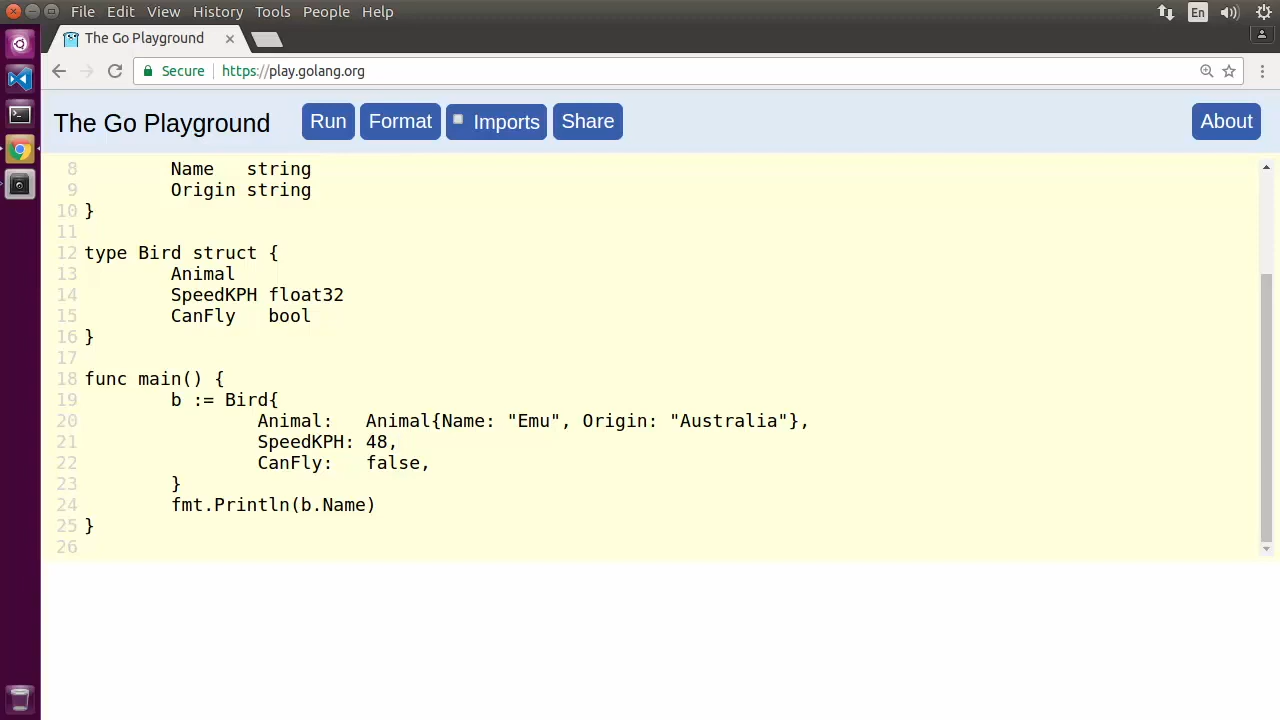 File Edit View History Tools People Help
En
The Go Playground
Secure https://play.golang.org
The Go Playground Run Format Imports Share About
8 Name string
9 Origin string
10 }
11
12 type Bird struct {
13 Animal
14 SpeedKPH float32
15 CanFly bool
16 }
17
18 func main() {
19 b := Bird{
20 Animal: Animal{Name: "Emu", Origin: "Australia"},
21 SpeedKPH: 48,
22 CanFly: false,
23 }
24 fmt.Println(b.Name)
25 }
26